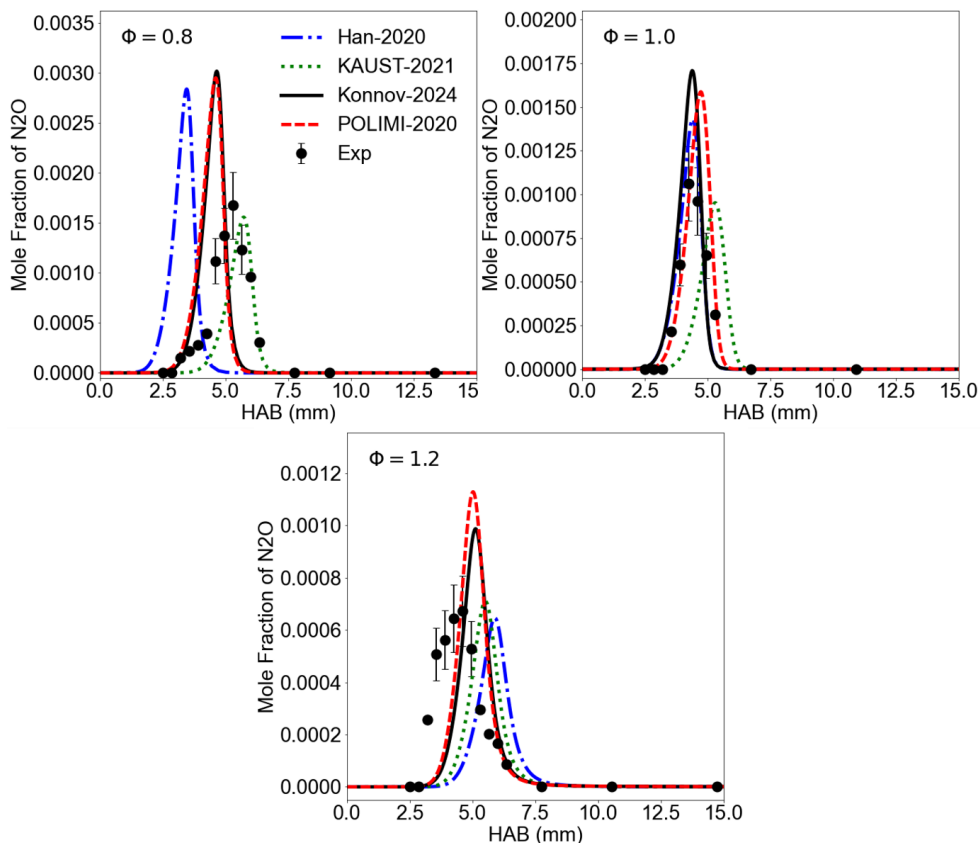 Φ = 0.8
Han-2020
KAUST-2021
Konnov-2024
POLIMI-2020
Exp
Mole Fraction of N2O
0.0035
0.0030
0.0025
0.0020
0.0015
0.0010
0.0005
0.0000
0.0 2.5 5.0 7.5 10.0 12.5 15
HAB (mm)
Φ = 1.0
Mole Fraction of N2O
0.00200
0.00175
0.00150
0.00125
0.00100
0.00075
0.00050
0.00025
0.0000
0.0 2.5 5.0 7.5 10.0 12.5 15.0
HAB (mm)
Φ = 1.2
Mole Fraction of N2O
0.0012
0.0010
0.0008
0.0006
0.0004
0.0002
0.0000
0.0 2.5 5.0 7.5 10.0 12.5 15.0
HAB (mm)